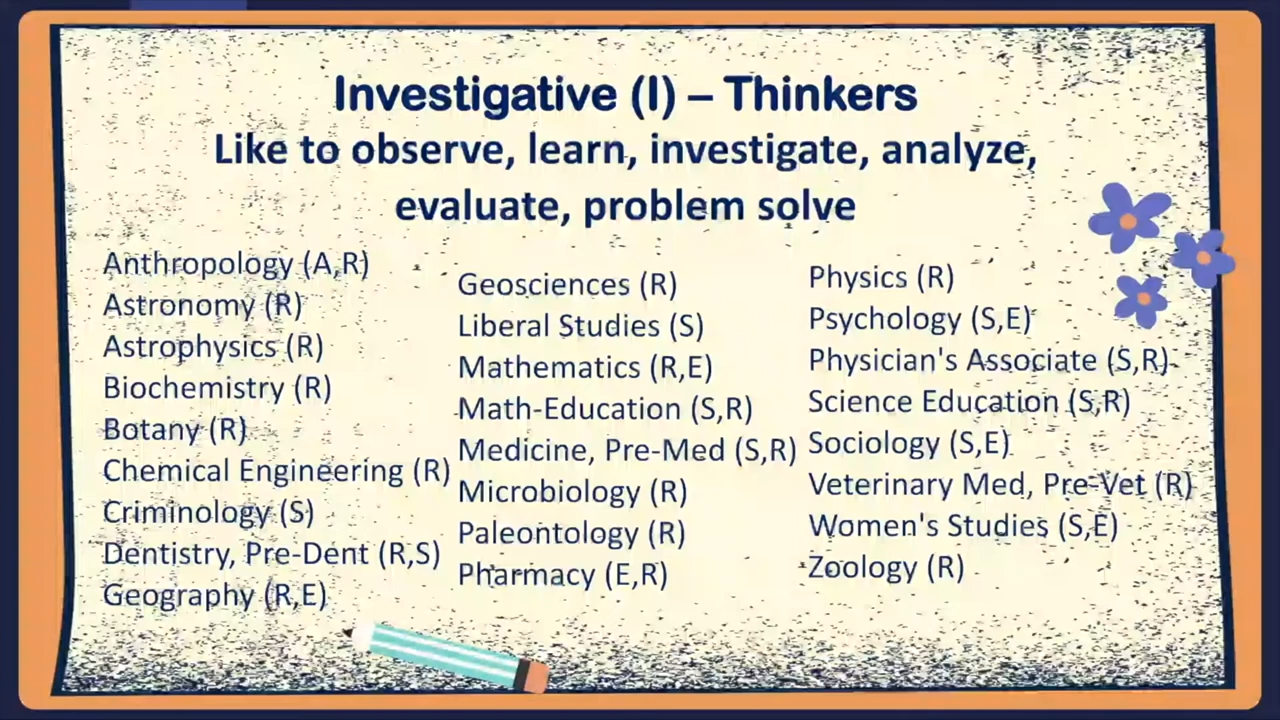 Investigative (I) – Thinkers
Like to observe, learn, investigate, analyze,
evaluate, problem solve
Anthropology (A,R)
Astronomy (R)
Astrophysics (R)
Biochemistry (R)
Botany (R)
Chemical Engineering (R)
Criminology (S)
Dentistry, Pre-Dent (R,S)
Geography (R,E)
Geosciences (R)
Liberal Studies (S)
Mathematics (R,E)
Math-Education (S,R)
Medicine, Pre-Med (S,R)
Microbiology (R)
Paleontology (R)
Pharmacy (E,R)
Physics (R)
Psychology (S,E)
Physician's Associate (S,R)
Science Education (S,R)
Sociology (S,E)
Veterinary Med, Pre-Vet (R)
Women's Studies (S,E)
Zoology (R)